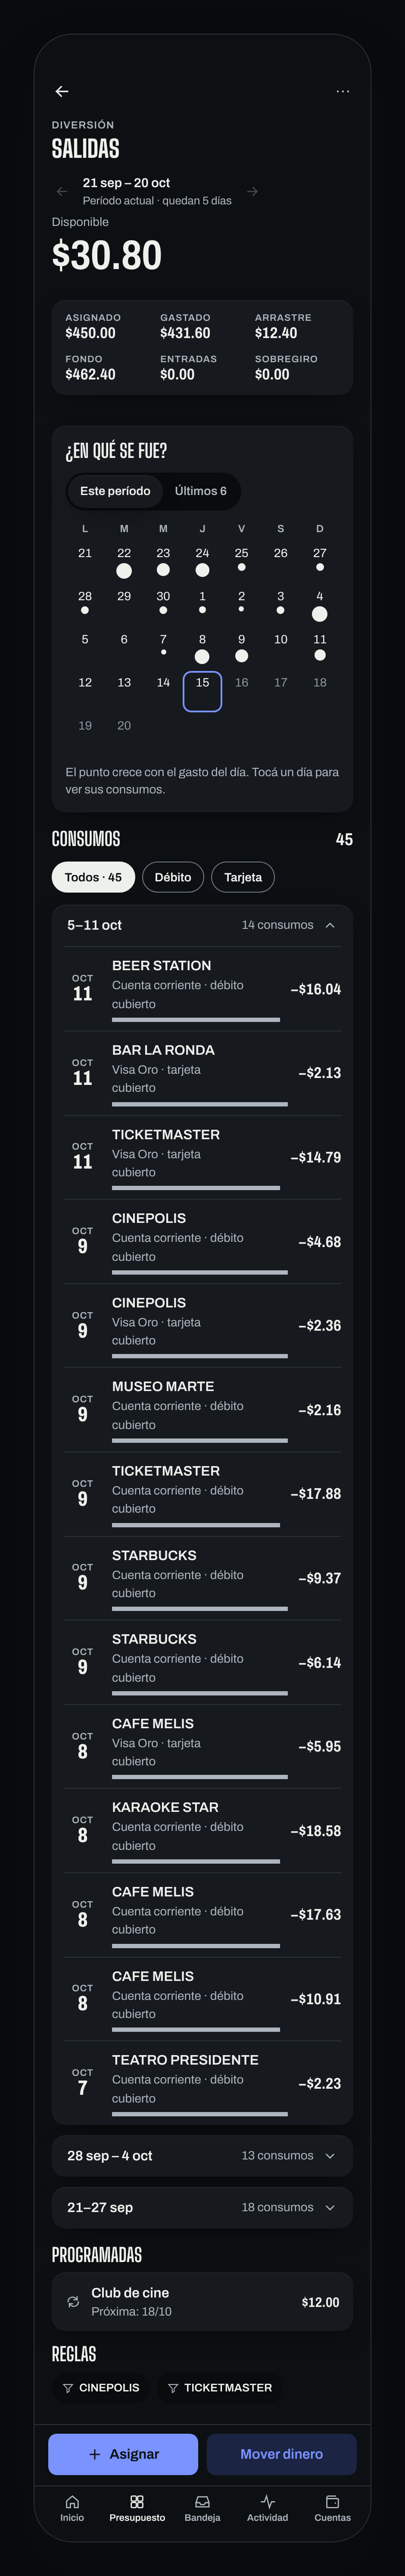 DIVERSIÓN
SALIDAS
21 sep – 20 oct
Período actual · quedan 5 días
Disponible
$30.80
ASIGNADO GASTADO ARRASTRE
$450.00 $431.60 $12.40
FONDO ENTRADAS SOBREGIRO
$462.40 $0.00 $0.00
¿EN QUÉ SE FUE?
Este período Últimos 6
L M M J V S D
21 22 23 24 25 26 27
28 29 30 1 2 3 4
5 6 7 8 9 10 11
12 13 14 15 16 17 18
19 20
El punto crece con el gasto del día. Tocá un día para
ver sus consumos.
CONSUMOS 45
Todos · 45 Débito Tarjeta
5–11 oct 14 consumos
OCT 11 BEER STATION
Cuenta corriente · débito –$16.04
cubierto
OCT 11 BAR LA RONDA
Visa Oro · tarjeta –$2.13
cubierto
OCT 11 TICKETMASTER
Visa Oro · tarjeta –$14.79
cubierto
OCT 9 CINEPOLIS
Cuenta corriente · débito –$4.68
cubierto
OCT 9 CINEPOLIS
Visa Oro · tarjeta –$2.36
cubierto
OCT 9 MUSEO MARTE
Cuenta corriente · débito –$2.16
cubierto
OCT 9 TICKETMASTER
Cuenta corriente · débito –$17.88
cubierto
OCT 9 STARBUCKS
Cuenta corriente · débito –$9.37
cubierto
OCT 9 STARBUCKS
Cuenta corriente · débito –$6.14
cubierto
OCT 8 CAFE MELIS
Visa Oro · tarjeta –$5.95
cubierto
OCT 8 KARAOKE STAR
Cuenta corriente · débito –$18.58
cubierto
OCT 8 CAFE MELIS
Cuenta corriente · débito –$17.63
cubierto
OCT 8 CAFE MELIS
Cuenta corriente · débito –$10.91
cubierto
OCT 7 TEATRO PRESIDENTE
Cuenta corriente · débito –$2.23
cubierto
28 sep – 4 oct 13 consumos
21–27 sep 18 consumos
PROGRAMADAS
Club de cine
Próxima: 18/10 $12.00
REGLAS
CINEPOLIS TICKETMASTER
Asignar Mover dinero
Inicio Presupuesto Bandeja Actividad Cuentas